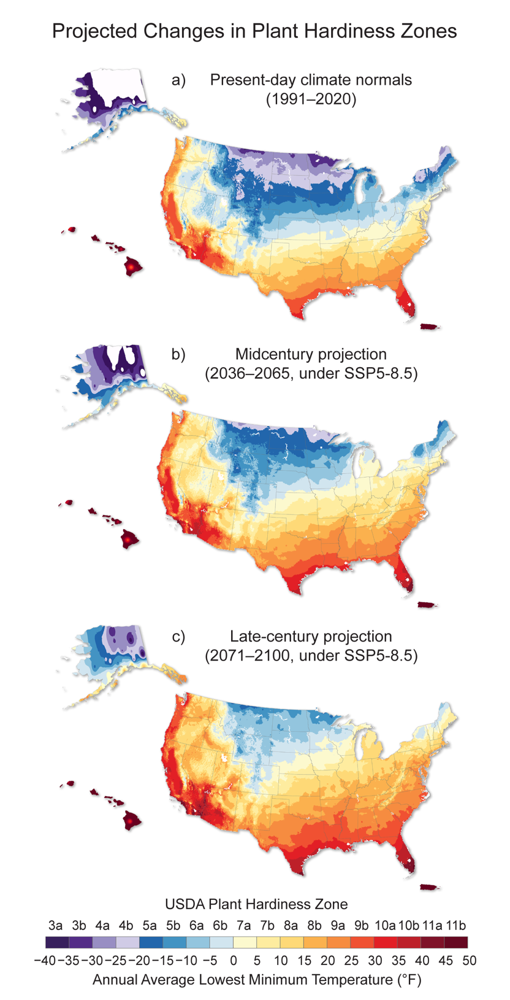 Projected Changes in Plant Hardiness Zones
a) Present-day climate normals
(1991–2020)
b) Midcentury projection
(2036–2065, under SSP5-8.5)
c) Late-century projection
(2071–2100, under SSP5-8.5)
USDA Plant Hardiness Zone
3a 3b 4a 4b 5a 5b 6a 6b 7a 7b 8a 8b 9a 9b 10a 10b 11a 11b
−40 −35 −30 −25 −20 −15 −10 −5 0 5 10 15 20 25 30 35 40 45 50
Annual Average Lowest Minimum Temperature (°F)